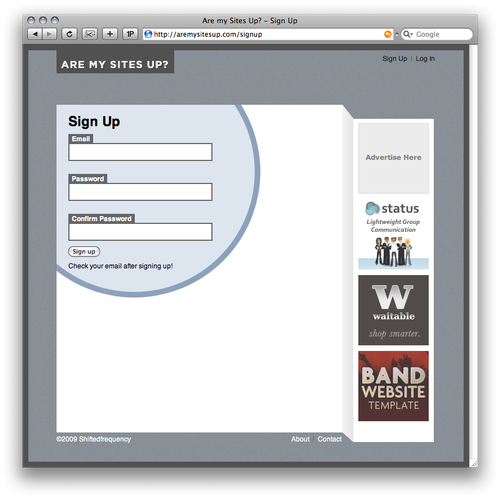 Are my Sites Up? – Sign Up
1P
http://aremysitesup.com/signup
Google
ARE MY SITES UP?
Sign Up
Log In
Sign Up
Email
Password
Confirm Password
Sign up
Check your email after signing up!
Advertise Here
status
Lightweight Group
Communication
W
waitable
shop smarter.
BAND
WEBSITE
TEMPLATE
©2009 Shiftedfrequency
About
Contact